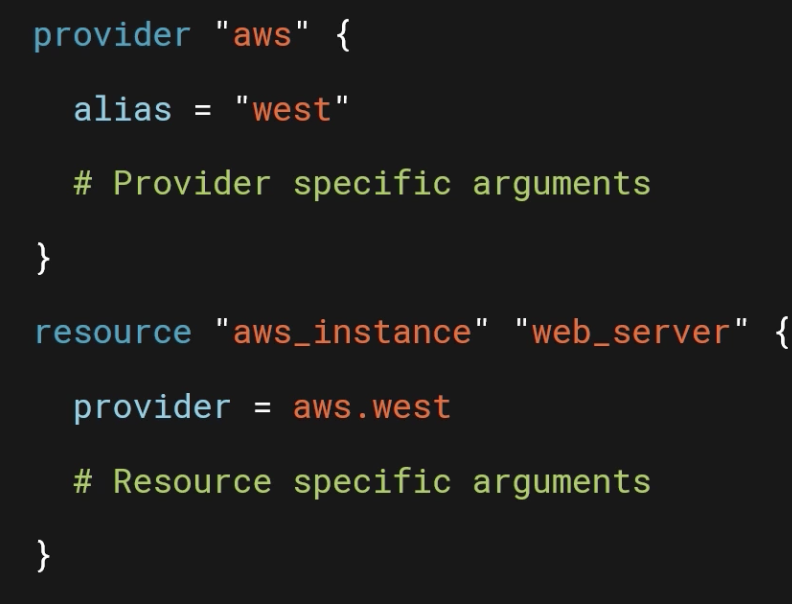 provider "aws" {
alias = "west"
# Provider specific arguments
}
resource "aws_instance" "web_server" {
provider = aws.west
# Resource specific arguments
}